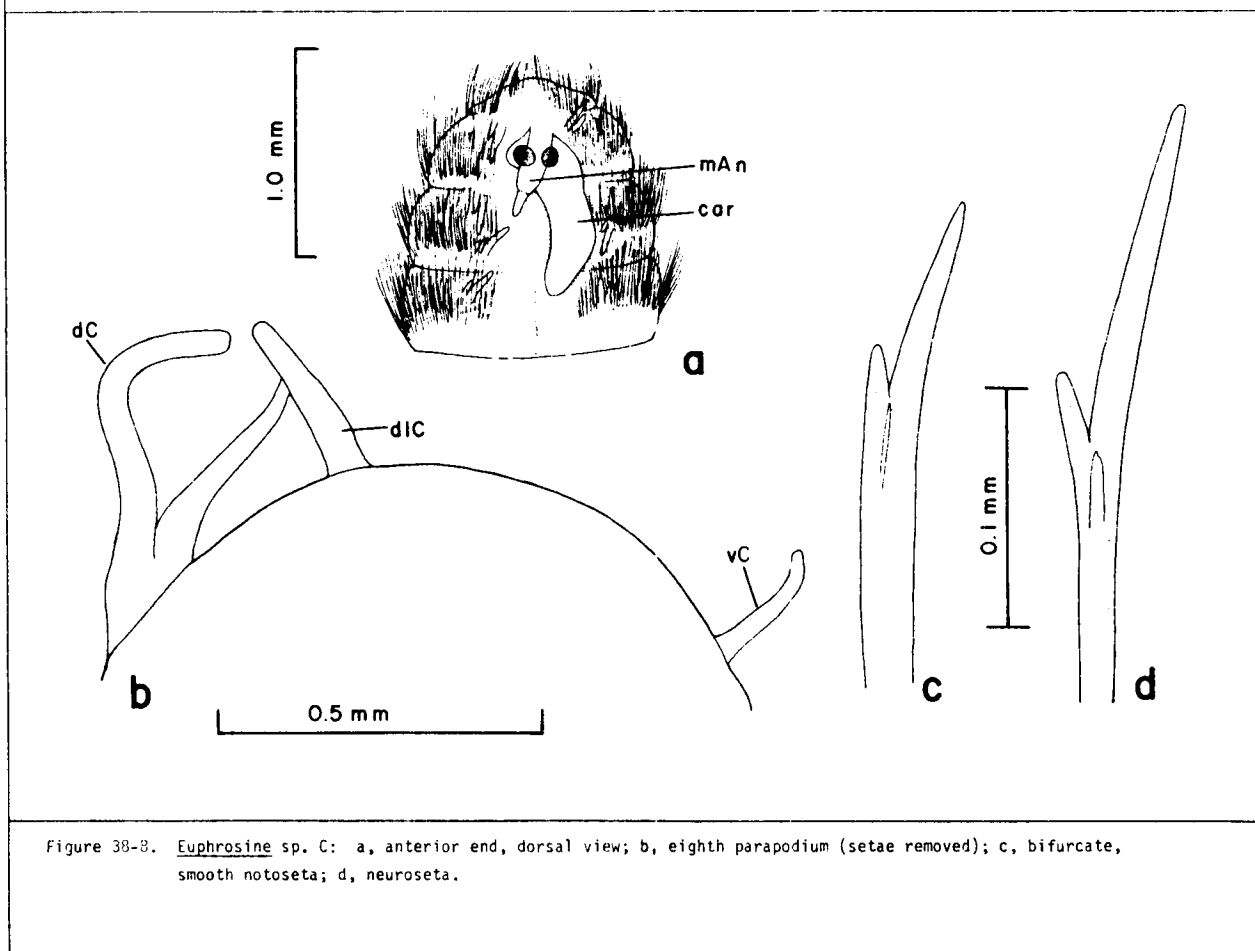 1.0 mm
mAn
car
a
dC
dlC
vC
b
0.5 mm
c
0.1 mm
d
Figure 38-8. Euphrosine sp. C: a, anterior end, dorsal view; b, eighth parapodium (setae removed); c, bifurcate,
smooth notoseta; d, neuroseta.